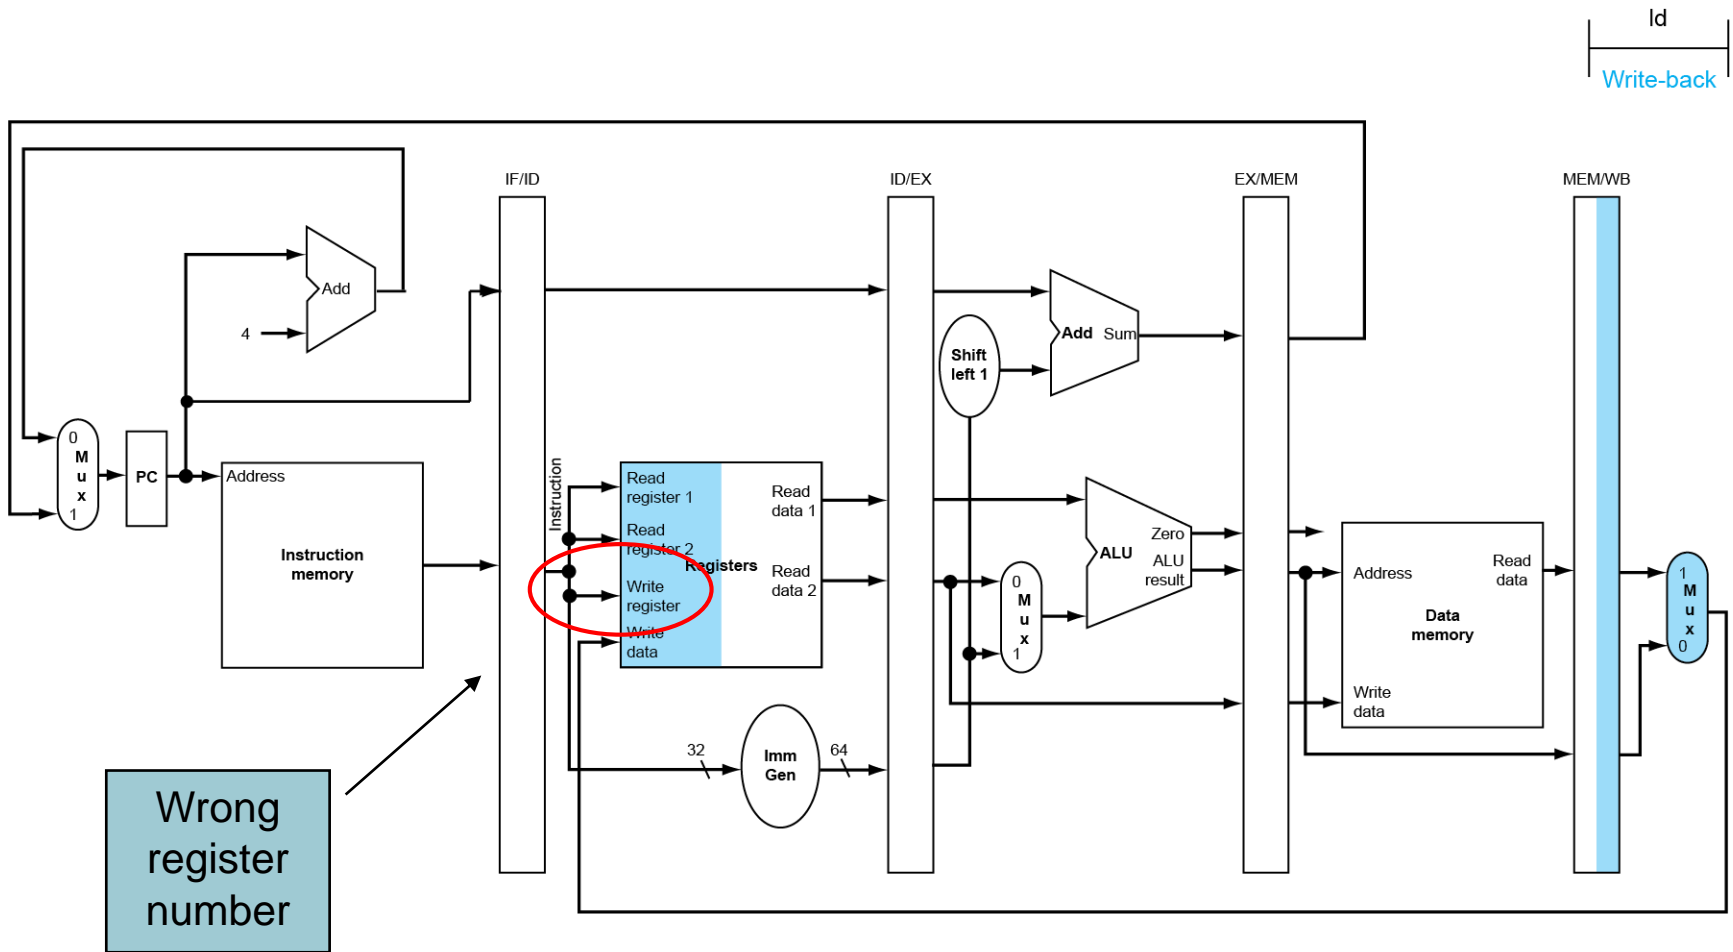 ld
Write-back
IF/ID
ID/EX
EX/MEM
MEM/WB
Add
4
Add Sum
Shift
left 1
0
M
u
x
1
PC
Address
Instruction
memory
Instruction
Read
register 1
Read
register 2
Registers
Write
register
Write
data
Read
data 1
Read
data 2
0
M
u
x
1
ALU
Zero
ALU
result
Address
Read
data
Data
memory
Write
data
1
M
u
x
0
32
Imm
Gen
64
Wrong
register
number